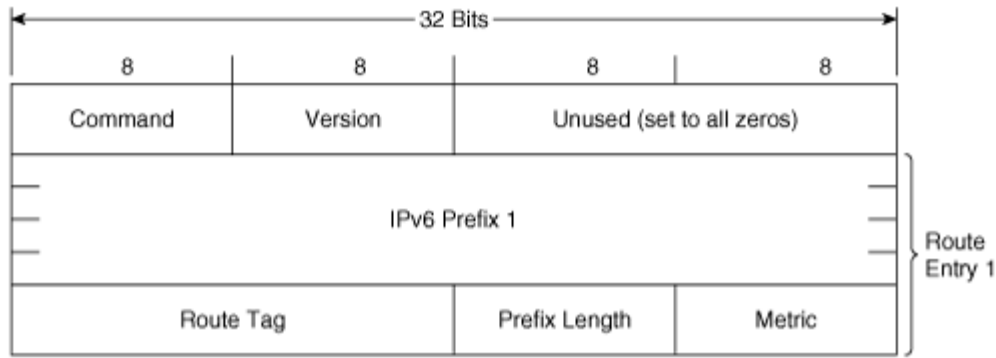 32 Bits
8 8 8 8
Command Version Unused (set to all zeros)
IPv6 Prefix 1
Route
Entry 1
Route Tag Prefix Length Metric